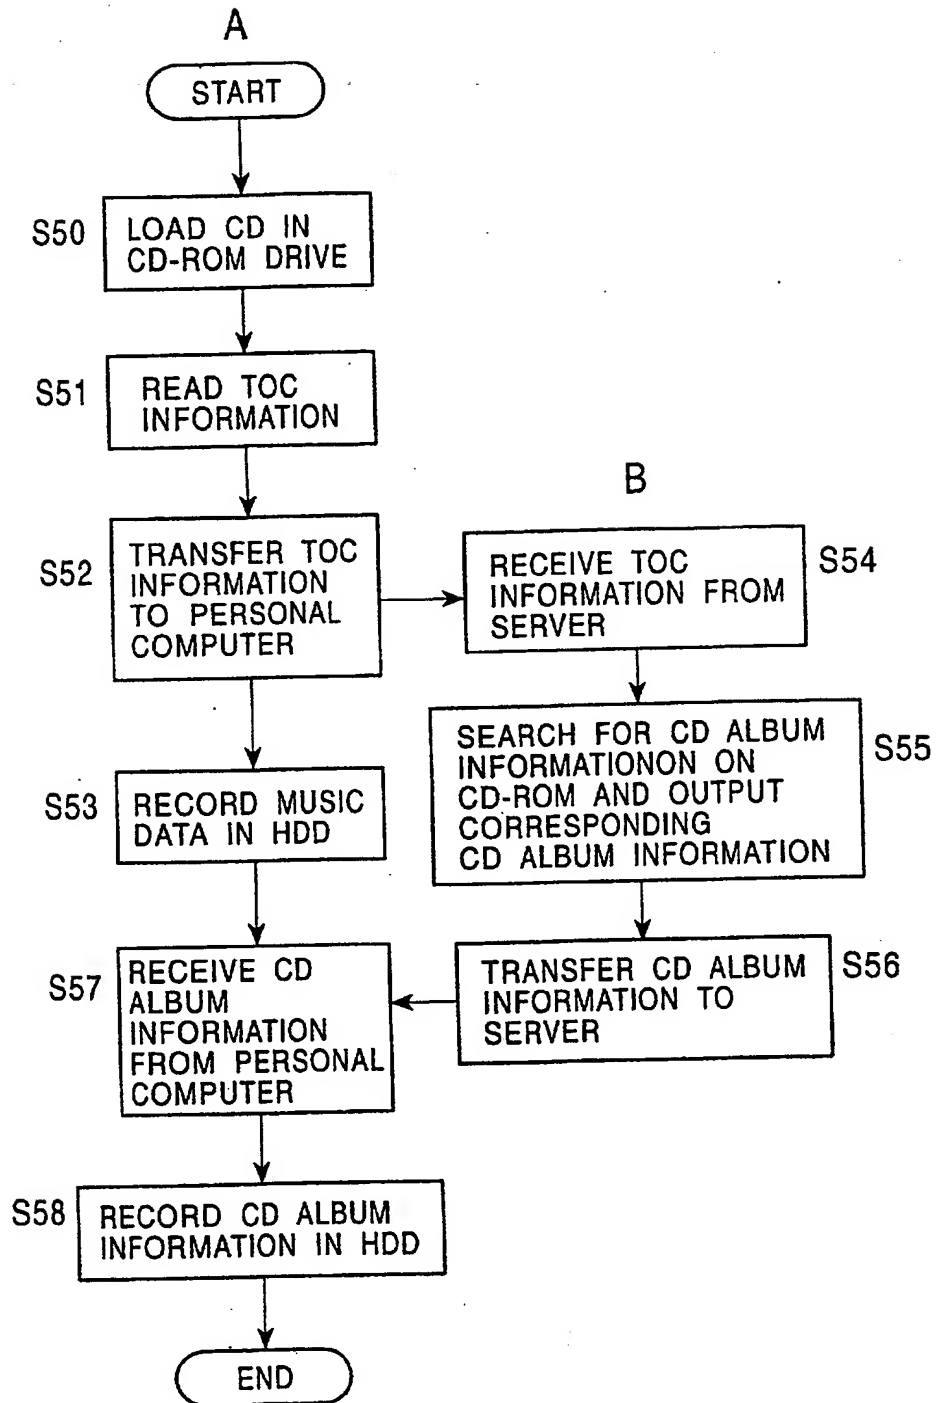 A
START
S50
LOAD CD IN
CD-ROM DRIVE
S51
READ TOC
INFORMATION
S52
TRANSFER TOC
INFORMATION
TO PERSONAL
COMPUTER
B
RECEIVE TOC
INFORMATION FROM
SERVER
S54
SEARCH FOR CD ALBUM
INFORMATIONON ON
CD-ROM AND OUTPUT
CORRESPONDING
CD ALBUM INFORMATION
S55
S53
RECORD MUSIC
DATA IN HDD
TRANSFER CD ALBUM
INFORMATION TO
SERVER
S56
S57
RECEIVE CD
ALBUM
INFORMATION
FROM PERSONAL
COMPUTER
S58
RECORD CD ALBUM
INFORMATION IN HDD
END